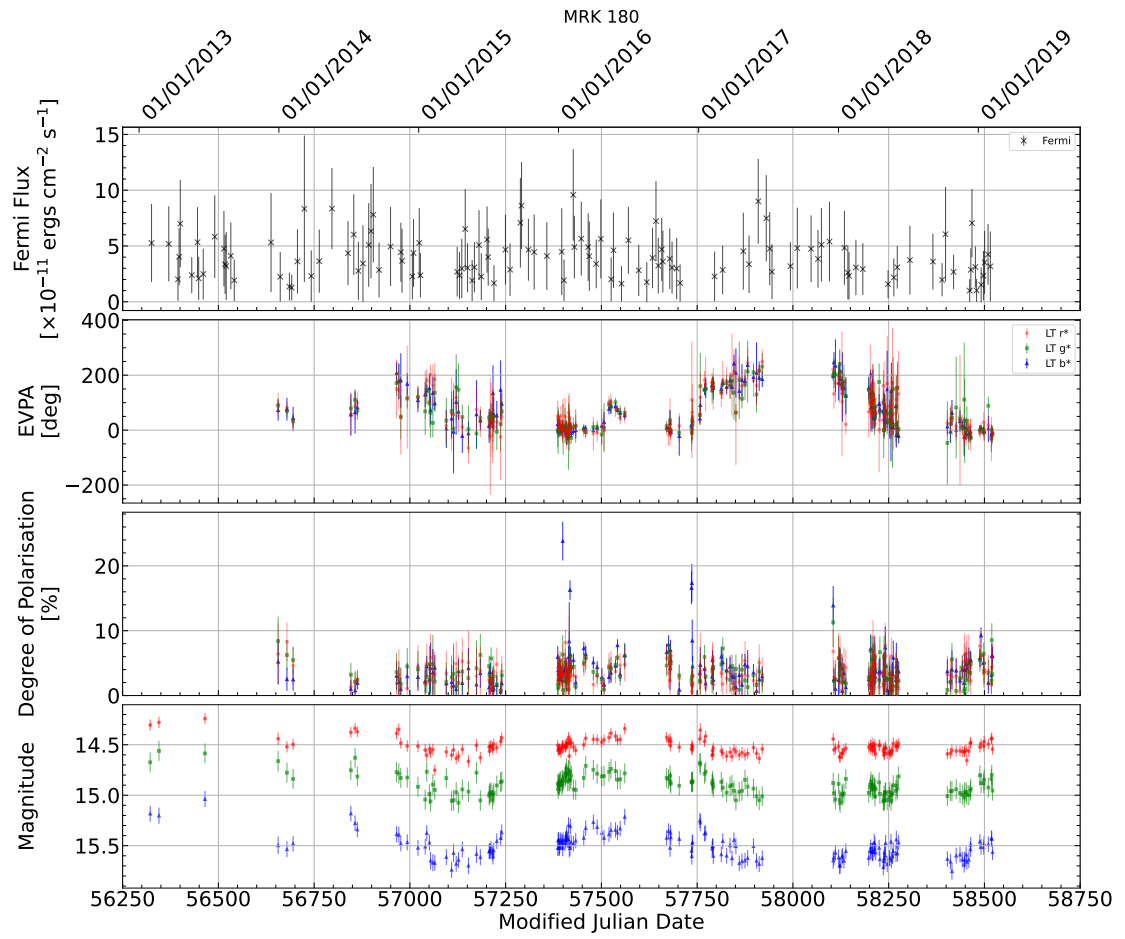 MRK 180
01/01/2013 01/01/2014 01/01/2015 01/01/2016 01/01/2017 01/01/2018 01/01/2019
Fermi Flux
[×10⁻¹¹ ergs cm⁻² s⁻¹]
15
10
5
0
Fermi
EVPA
[deg]
400
200
0
−200
LT r*
LT g*
LT b*
Degree of Polarisation
[%]
20
10
0
Magnitude
14.5
15.0
15.5
56250 56500 56750 57000 57250 57500 57750 58000 58250 58500 58750
Modified Julian Date